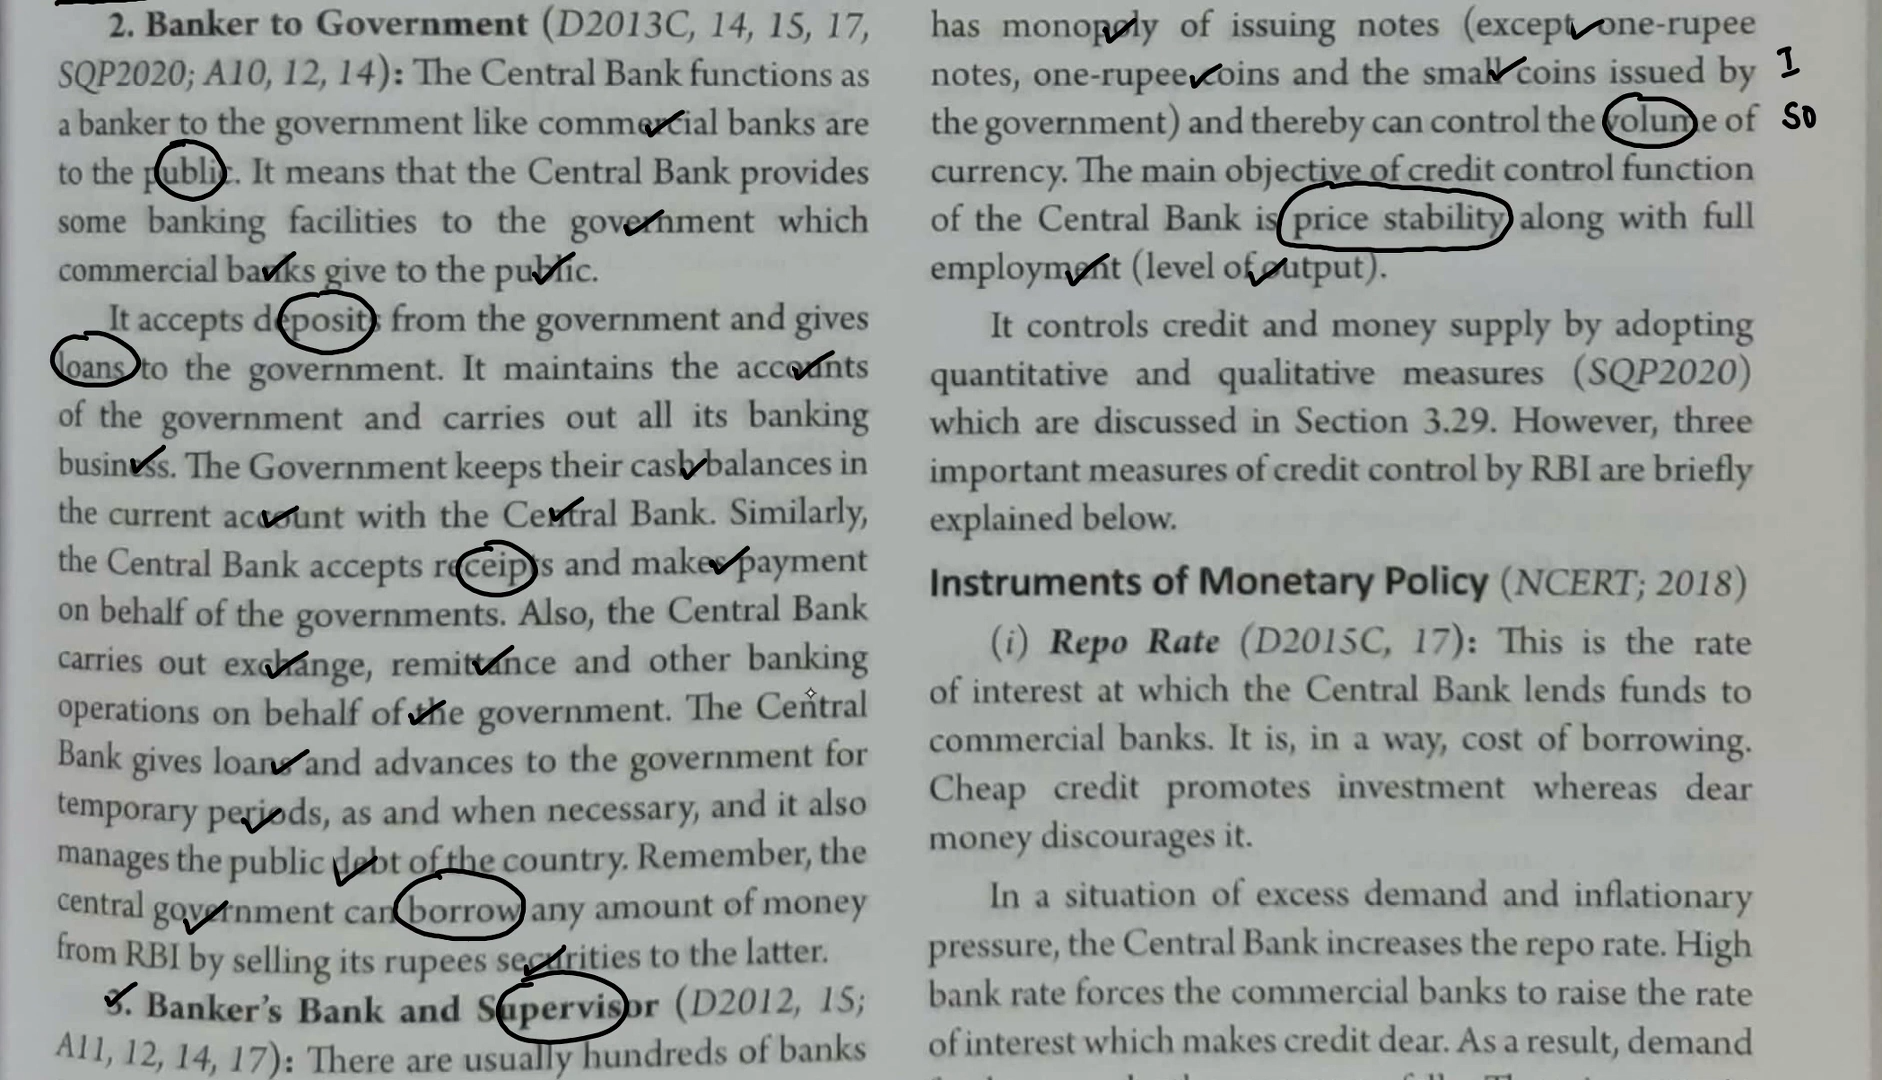 2. Banker to Government (D2013C, 14, 15, 17,
SQP2020; A10, 12, 14): The Central Bank functions as
a banker to the government like commercial banks are
to the public. It means that the Central Bank provides
some banking facilities to the government which
commercial banks give to the public.
It accepts deposits from the government and gives
loans to the government. It maintains the accounts
of the government and carries out all its banking
business. The Government keeps their cash balances in
the current account with the Central Bank. Similarly,
the Central Bank accepts receipts and makes payment
on behalf of the governments. Also, the Central Bank
carries out exchange, remittance and other banking
operations on behalf of the government. The Central
Bank gives loans and advances to the government for
temporary periods, as and when necessary, and it also
manages the public debt of the country. Remember, the
central government can borrow any amount of money
from RBI by selling its rupees securities to the latter.
3. Banker's Bank and Supervisor (D2012, 15;
A11, 12, 14, 17): There are usually hundreds of banks
has monopoly of issuing notes (except one-rupee
notes, one-rupee coins and the small coins issued by
the government) and thereby can control the volume of
currency. The main objective of credit control function
of the Central Bank is price stability along with full
employment (level of output).
It controls credit and money supply by adopting
quantitative and qualitative measures (SQP2020)
which are discussed in Section 3.29. However, three
important measures of credit control by RBI are briefly
explained below.
Instruments of Monetary Policy (NCERT; 2018)
(i) Repo Rate (D2015C, 17): This is the rate
of interest at which the Central Bank lends funds to
commercial banks. It is, in a way, cost of borrowing.
Cheap credit promotes investment whereas dear
money discourages it.
In a situation of excess demand and inflationary
pressure, the Central Bank increases the repo rate. High
bank rate forces the commercial banks to raise the rate
of interest which makes credit dear. As a result, demand
I
SO